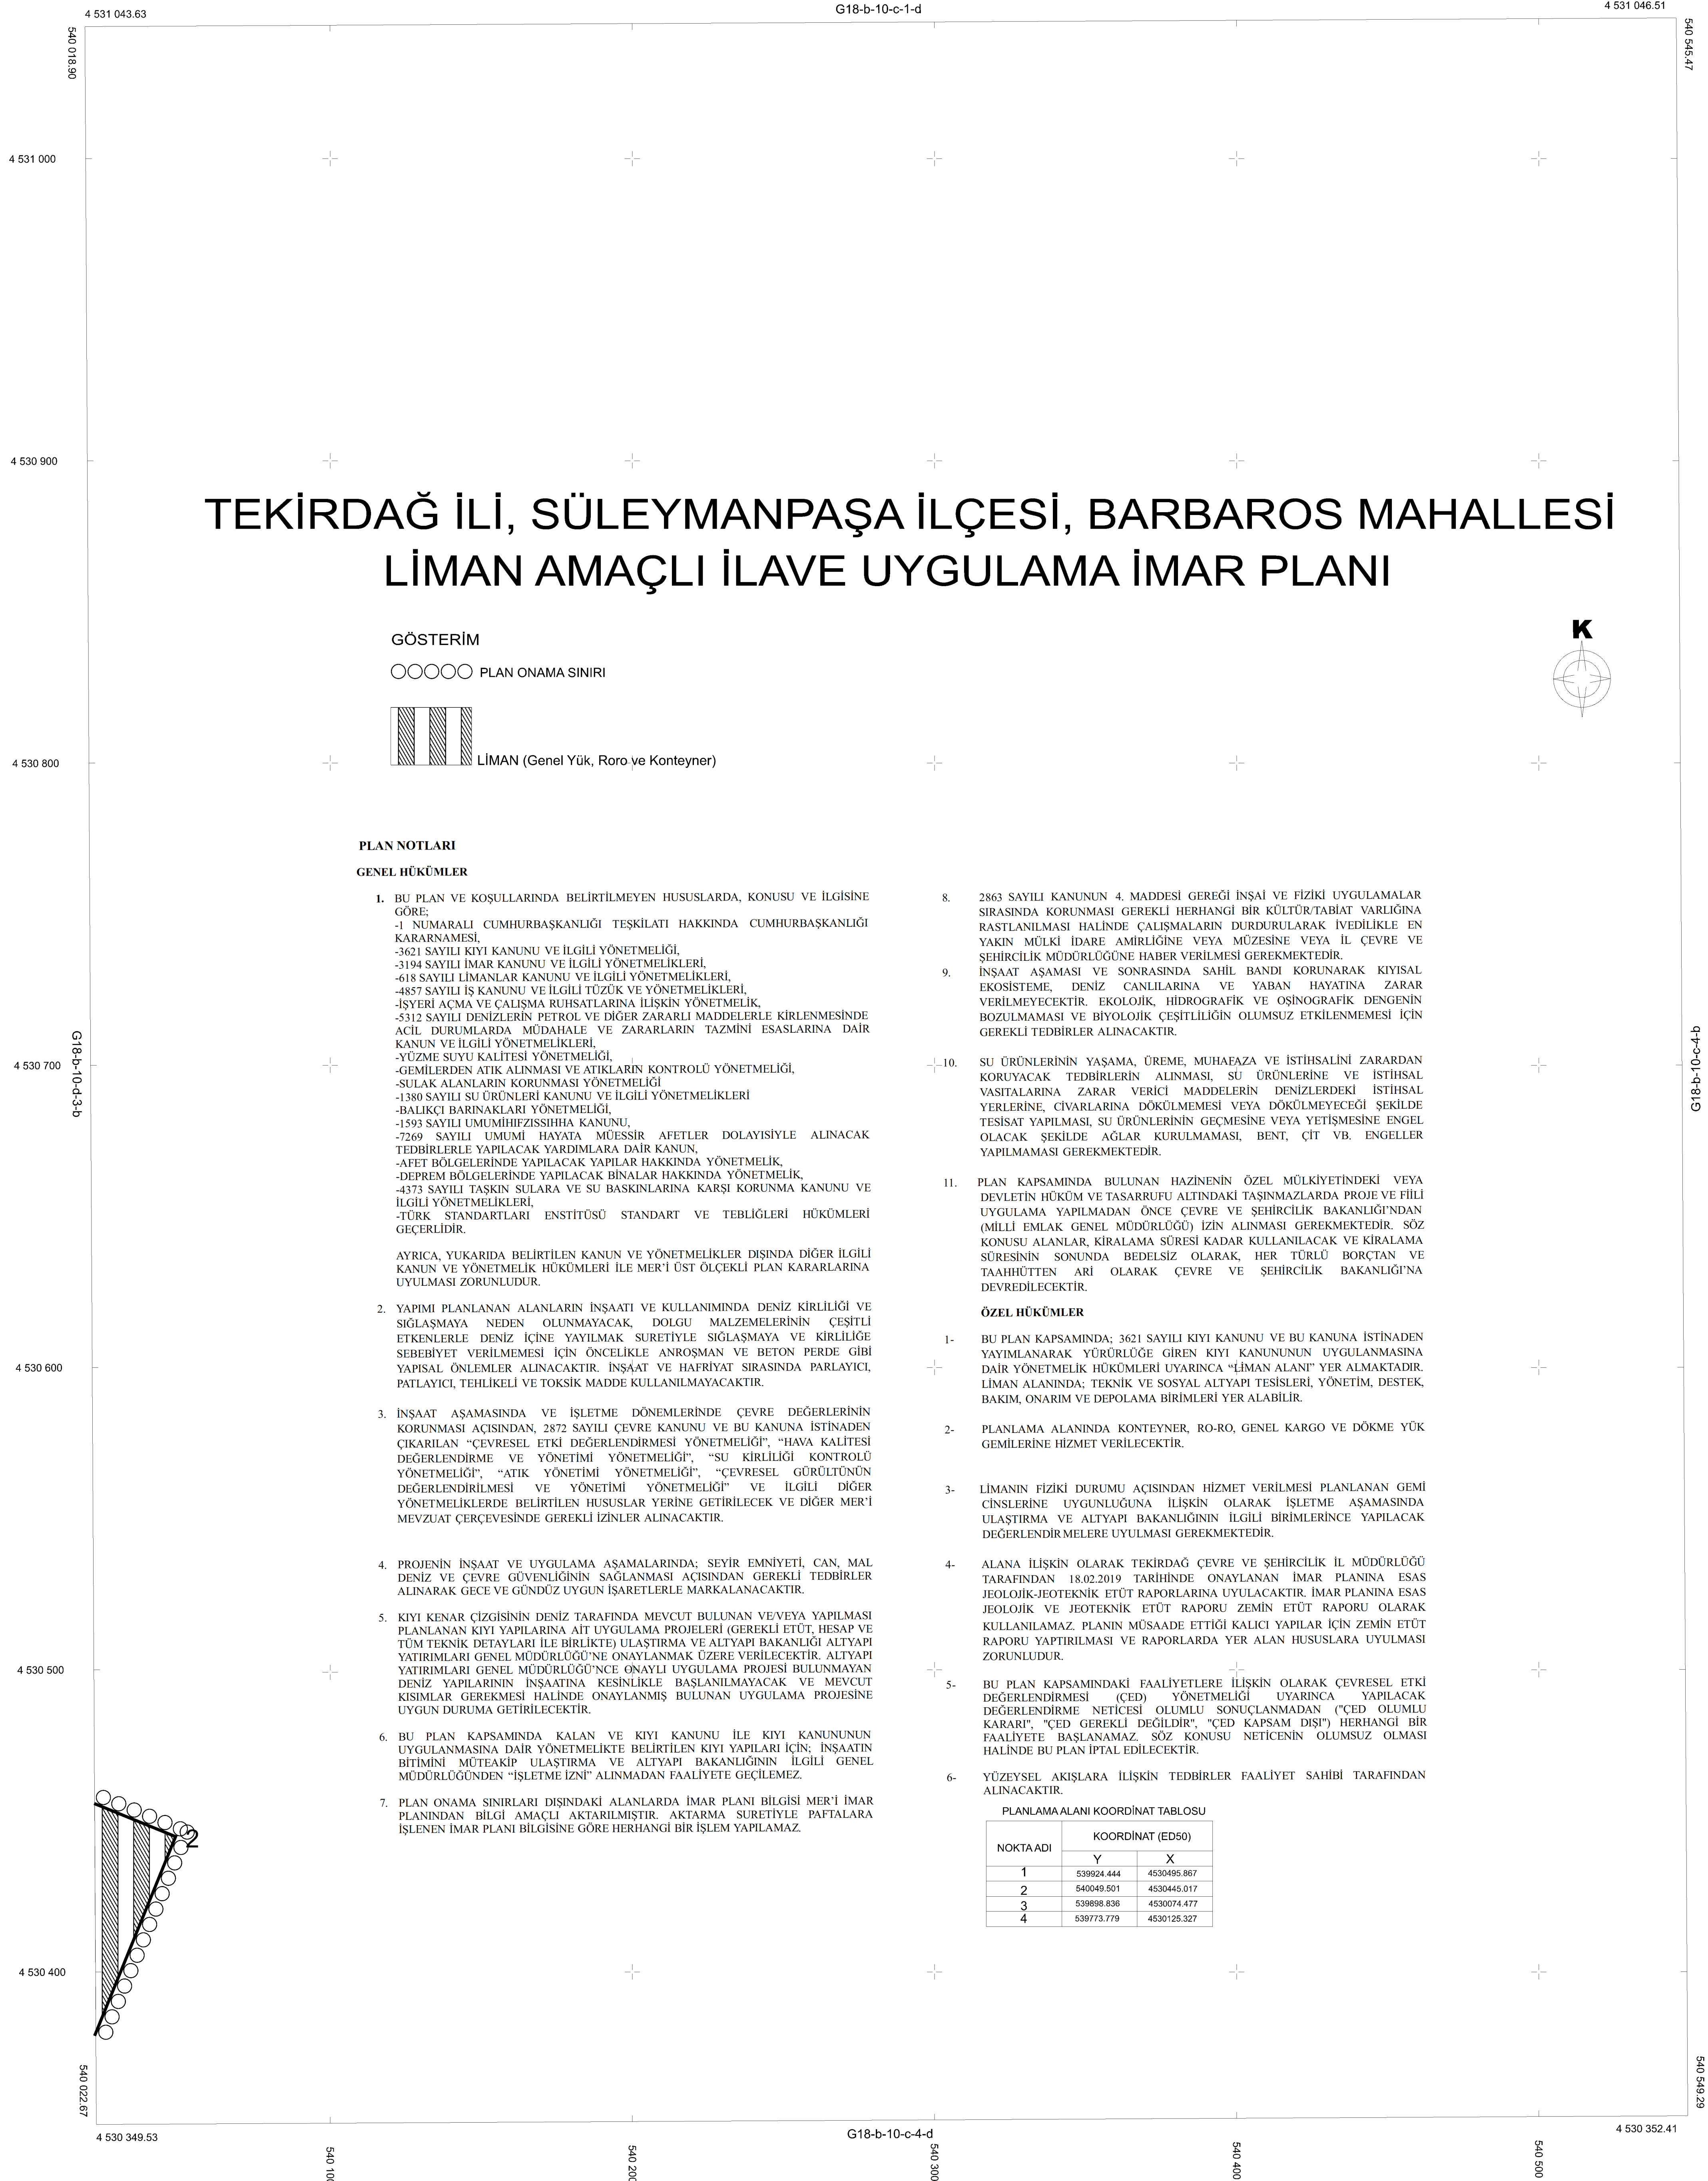 4 531 043.63
G18-b-10-c-1-d
4 531 046.51
540 018.90
540 545.47
4 531 000
4 530 900
TEKİRDAĞ İLİ, SÜLEYMANPAŞA İLÇESİ, BARBAROS MAHALLESİ
LİMAN AMAÇLI İLAVE UYGULAMA İMAR PLANI
GÖSTERİM
PLAN ONAMA SINIRI
K
LİMAN (Genel Yük, Roro ve Konteyner)
4 530 800
PLAN NOTLARI
GENEL HÜKÜMLER
1. BU PLAN VE KOŞULLARINDA BELİRTİLMEYEN HUSUSLARDA, KONUSU VE İLGİSİNE
GÖRE;
-1 NUMARALI CUMHURBAŞKANLIĞI TEŞKİLATI HAKKINDA CUMHURBAŞKANLIĞI
KARARNAMESİ,
-3621 SAYILI KIYI KANUNU VE İLGİLİ YÖNETMELİĞİ,
-3194 SAYILI İMAR KANUNU VE İLGİLİ YÖNETMELİKLERİ,
-618 SAYILI LİMANLAR KANUNU VE İLGİLİ YÖNETMELİKLERİ,
-4857 SAYILI İŞ KANUNU VE İLGİLİ TÜZÜK VE YÖNETMELİKLERİ,
-İŞYERİ AÇMA VE ÇALIŞMA RUHSATLARINA İLİŞKİN YÖNETMELİK,
-5312 SAYILI DENİZLERİN PETROL VE DİĞER ZARARLI MADDELERLE KİRLENMESİNDE
ACİL DURUMLARDA MÜDAHALE VE ZARARLARIN TAZMİNİ ESASLARINA DAİR
KANUN VE İLGİLİ YÖNETMELİKLERİ,
-YÜZME SUYU KALİTESİ YÖNETMELİĞİ,
-GEMİLERDEN ATIK ALINMASI VE ATIKLARIN KONTROLÜ YÖNETMELİĞİ,
-SULAK ALANLARIN KORUNMASI YÖNETMELİĞİ
-1380 SAYILI SU ÜRÜNLERİ KANUNU VE İLGİLİ YÖNETMELİKLERİ
-BALIKÇI BARINAKLARI YÖNETMELİĞİ,
-1593 SAYILI UMUMİHIFZISSIHHA KANUNU,
-7269 SAYILI UMUMİ HAYATA MÜESSİR AFETLER DOLAYISİYLE ALINACAK
TEDBİRLERLE YAPILACAK YARDIMLARA DAİR KANUN,
-AFET BÖLGELERİNDE YAPILACAK YAPILAR HAKKINDA YÖNETMELİK,
-DEPREM BÖLGELERİNDE YAPILACAK BİNALAR HAKKINDA YÖNETMELİK,
-4373 SAYILI TAŞKIN SULARA VE SU BASKINLARINA KARŞI KORUNMA KANUNU VE
İLGİLİ YÖNETMELİKLERİ,
-TÜRK STANDARTLARI ENSTİTÜSÜ STANDART VE TEBLİĞLERİ HÜKÜMLERİ
GEÇERLİDİR.
AYRICA, YUKARIDA BELİRTİLEN KANUN VE YÖNETMELİKLER DIŞINDA DİĞER İLGİLİ
KANUN VE YÖNETMELİK HÜKÜMLERİ İLE MER'İ ÜST ÖLÇEKLİ PLAN KARARLARINA
UYULMASI ZORUNLUDUR.
2. YAPIMI PLANLANAN ALANLARIN İNŞAATI VE KULLANIMINDA DENİZ KİRLİLİĞİ VE
SIĞLAŞMAYA NEDEN OLUNMAYACAK, DOLGU MALZEMELERİNİN ÇEŞİTLİ
ETKENLERLE DENİZ İÇİNE YAYILMAK SURETİYLE SIĞLAŞMAYA VE KİRLİLİĞE
SEBEBİYET VERİLMEMESİ İÇİN ÖNCELİKLE ANROŞMAN VE BETON PERDE GİBİ
YAPISAL ÖNLEMLER ALINACAKTIR. İNŞAAT VE HAFRİYAT SIRASINDA PARLAYICI,
PATLAYICI, TEHLİKELİ VE TOKSİK MADDE KULLANILMAYACAKTIR.
3. İNŞAAT AŞAMASINDA VE İŞLETME DÖNEMLERİNDE ÇEVRE DEĞERLERİNİN
KORUNMASI AÇISINDAN, 2872 SAYILI ÇEVRE KANUNU VE BU KANUNA İSTİNADEN
ÇIKARILAN “ÇEVRESEL ETKİ DEĞERLENDİRMESİ YÖNETMELİĞİ”, “HAVA KALİTESİ
DEĞERLENDİRME VE YÖNETİMİ YÖNETMELİĞİ”, “SU KİRLİLİĞİ KONTROLÜ
YÖNETMELİĞİ”, “ATIK YÖNETİMİ YÖNETMELİĞİ”, “ÇEVRESEL GÜRÜLTÜNÜN
DEĞERLENDİRİLMESİ VE YÖNETİMİ YÖNETMELİĞİ” VE İLGİLİ DİĞER
YÖNETMELİKLERDE BELİRTİLEN HUSUSLAR YERİNE GETİRİLECEK VE DİĞER MER'İ
MEVZUAT ÇERÇEVESİNDE GEREKLİ İZİNLER ALINACAKTIR.
4. PROJENİN İNŞAAT VE UYGULAMA AŞAMALARINDA; SEYİR EMNİYETİ, CAN, MAL
DENİZ VE ÇEVRE GÜVENLİĞİNİN SAĞLANMASI AÇISINDAN GEREKLİ TEDBİRLER
ALINARAK GECE VE GÜNDÜZ UYGUN İŞARETLERLE MARKALANACAKTIR.
5. KIYI KENAR ÇİZGİSİNİN DENİZ TARAFINDA MEVCUT BULUNAN VE/VEYA YAPILMASI
PLANLANAN KIYI YAPILARINA AİT UYGULAMA PROJELERİ (GEREKLİ ETÜT, HESAP VE
TÜM TEKNİK DETAYLARI İLE BİRLİKTE) ULAŞTIRMA VE ALTYAPI BAKANLIĞI ALTYAPI
YATIRIMLARI GENEL MÜDÜRLÜĞÜ'NE ONAYLANMAK ÜZERE VERİLECEKTİR. ALTYAPI
YATIRIMLARI GENEL MÜDÜRLÜĞÜ'NCE ONAYLI UYGULAMA PROJESİ BULUNMAYAN
DENİZ YAPILARININ İNŞAATINA KESİNLİKLE BAŞLANILMAYACAK VE MEVCUT
KISIMLAR GEREKMESİ HALİNDE ONAYLANMIŞ BULUNAN UYGULAMA PROJESİNE
UYGUN DURUMA GETİRİLECEKTİR.
6. BU PLAN KAPSAMINDA KALAN VE KIYI KANUNU İLE KIYI KANUNUNUN
UYGULANMASINA DAİR YÖNETMELİKTE BELİRTİLEN KIYI YAPILARI İÇİN; İNŞAATIN
BİTİMİNİ MÜTEAKİP ULAŞTIRMA VE ALTYAPI BAKANLIĞININ İLGİLİ GENEL
MÜDÜRLÜĞÜNDEN “İŞLETME İZNİ” ALINMADAN FAALİYETE GEÇİLEMEZ.
7. PLAN ONAMA SINIRLARI DIŞINDAKİ ALANLARDA İMAR PLANI BİLGİSİ MER'İ İMAR
PLANINDAN BİLGİ AMAÇLI AKTARILMIŞTIR. AKTARMA SURETİYLE PAFTALARA
İŞLENEN İMAR PLANI BİLGİSİNE GÖRE HERHANGİ BİR İŞLEM YAPILAMAZ.
8. 2863 SAYILI KANUNUN 4. MADDESİ GEREĞİ İNŞAİ VE FİZİKİ UYGULAMALAR
SIRASINDA KORUNMASI GEREKLİ HERHANGİ BİR KÜLTÜR/TABİAT VARLIĞINA
RASTLANILMASI HALİNDE ÇALIŞMALARIN DURDURULARAK İVEDİLİKLE EN
YAKIN MÜLKİ İDARE AMİRLİĞİNE VEYA MÜZESİNE VEYA İL ÇEVRE VE
ŞEHİRCİLİK MÜDÜRLÜĞÜNE HABER VERİLMESİ GEREKMEKTEDİR.
9. İNŞAAT AŞAMASI VE SONRASINDA SAHİL BANDI KORUNARAK KIYISAL
EKOSİSTEME, DENİZ CANLILARINA VE YABAN HAYATINA ZARAR
VERİLMEYECEKTİR. EKOLOJİK, HİDROGRAFİK VE OŞİNOGRAFİK DENGENİN
BOZULMAMASI VE BİYOLOJİK ÇEŞİTLİLİĞİN OLUMSUZ ETKİLENMEMESİ İÇİN
GEREKLİ TEDBİRLER ALINACAKTIR.
10. SU ÜRÜNLERİNİN YAŞAMA, ÜREME, MUHAFAZA VE İSTİHSALİNİ ZARARDAN
KORUYACAK TEDBİRLERİN ALINMASI, SU ÜRÜNLERİNE VE İSTİHSAL
VASITALARINA ZARAR VERİCİ MADDELERİN DENİZLERDEKİ İSTİHSAL
YERLERİNE, CİVARLARINA DÖKÜLMEMESİ VEYA DÖKÜLMEYECEĞİ ŞEKİLDE
TESİSAT YAPILMASI, SU ÜRÜNLERİNİN GEÇMESİNE VEYA YETİŞMESİNE ENGEL
OLACAK ŞEKİLDE AĞLAR KURULMAMASI, BENT, ÇİT VB. ENGELLER
YAPILMAMASI GEREKMEKTEDİR.
11. PLAN KAPSAMINDA BULUNAN HAZİNENİN ÖZEL MÜLKİYETİNDEKİ VEYA
DEVLETİN HÜKÜM VE TASARRUFU ALTINDAKİ TAŞINMAZLARDA PROJE VE FİİLİ
UYGULAMA YAPILMADAN ÖNCE ÇEVRE VE ŞEHİRCİLİK BAKANLIĞI'NDAN
(MİLLİ EMLAK GENEL MÜDÜRLÜĞÜ) İZİN ALINMASI GEREKMEKTEDİR. SÖZ
KONUSU ALANLAR, KİRALAMA SÜRESİ KADAR KULLANILACAK VE KİRALAMA
SÜRESİNİN SONUNDA BEDELSİZ OLARAK, HER TÜRLÜ BORÇTAN VE
TAAHHÜTTEN ARİ OLARAK ÇEVRE VE ŞEHİRCİLİK BAKANLIĞI'NA
DEVREDİLECEKTİR.
ÖZEL HÜKÜMLER
1- BU PLAN KAPSAMINDA; 3621 SAYILI KIYI KANUNU VE BU KANUNA İSTİNADEN
YAYIMLANARAK YÜRÜRLÜĞE GİREN KIYI KANUNUNUN UYGULANMASINA
DAİR YÖNETMELİK HÜKÜMLERİ UYARINCA “LİMAN ALANI” YER ALMAKTADIR.
LİMAN ALANINDA; TEKNİK VE SOSYAL ALTYAPI TESİSLERİ, YÖNETİM, DESTEK,
BAKIM, ONARIM VE DEPOLAMA BİRİMLERİ YER ALABİLİR.
2- PLANLAMA ALANINDA KONTEYNER, RO-RO, GENEL KARGO VE DÖKME YÜK
GEMİLERİNE HİZMET VERİLECEKTİR.
3- LİMANIN FİZİKİ DURUMU AÇISINDAN HİZMET VERİLMESİ PLANLANAN GEMİ
CİNSLERİNE UYGUNLUĞUNA İLİŞKİN OLARAK İŞLETME AŞAMASINDA
ULAŞTIRMA VE ALTYAPI BAKANLIĞININ İLGİLİ BİRİMLERİNCE YAPILACAK
DEĞERLENDİRMELERE UYULMASI GEREKMEKTEDİR.
4- ALANA İLİŞKİN OLARAK TEKİRDAĞ ÇEVRE VE ŞEHİRCİLİK İL MÜDÜRLÜĞÜ
TARAFINDAN 18.02.2019 TARİHİNDE ONAYLANAN İMAR PLANINA ESAS
JEOLOJİK-JEOTEKNİK ETÜT RAPORLARINA UYULACAKTIR. İMAR PLANINA ESAS
JEOLOJİK VE JEOTEKNİK ETÜT RAPORU ZEMİN ETÜT RAPORU OLARAK
KULLANILAMAZ. PLANIN MÜSAADE ETTİĞİ KALICI YAPILAR İÇİN ZEMİN ETÜT
RAPORU YAPTIRILMASI VE RAPORLARDA YER ALAN HUSUSLARA UYULMASI
ZORUNLUDUR.
5- BU PLAN KAPSAMINDAKİ FAALİYETLERE İLİŞKİN OLARAK ÇEVRESEL ETKİ
DEĞERLENDİRMESİ (ÇED) YÖNETMELİĞİ UYARINCA YAPILACAK
DEĞERLENDİRME NETİCESİ OLUMLU SONUÇLANMADAN ("ÇED OLUMLU
KARARI", "ÇED GEREKLİ DEĞİLDİR", "ÇED KAPSAM DIŞI") HERHANGİ BİR
FAALİYETE BAŞLANAMAZ. SÖZ KONUSU NETİCENİN OLUMSUZ OLMASI
HALİNDE BU PLAN İPTAL EDİLECEKTİR.
6- YÜZEYSEL AKIŞLARA İLİŞKİN TEDBİRLER FAALİYET SAHİBİ TARAFINDAN
ALINACAKTIR.
PLANLAMA ALANI KOORDİNAT TABLOSU
NOKTA ADI KOORDİNAT (ED50)
Y X
1 539924.444 4530495.867
2 540049.501 4530445.017
3 539898.836 4530074.477
4 539773.779 4530125.327
4 530 700
G18-b-10-d-3-b
G18-b-10-c-4-b
4 530 600
4 530 500
2
4 530 400
540 022.67
540 549.29
4 530 349.53
G18-b-10-c-4-d
4 530 352.41
540 100
540 200
540 300
540 400
540 500